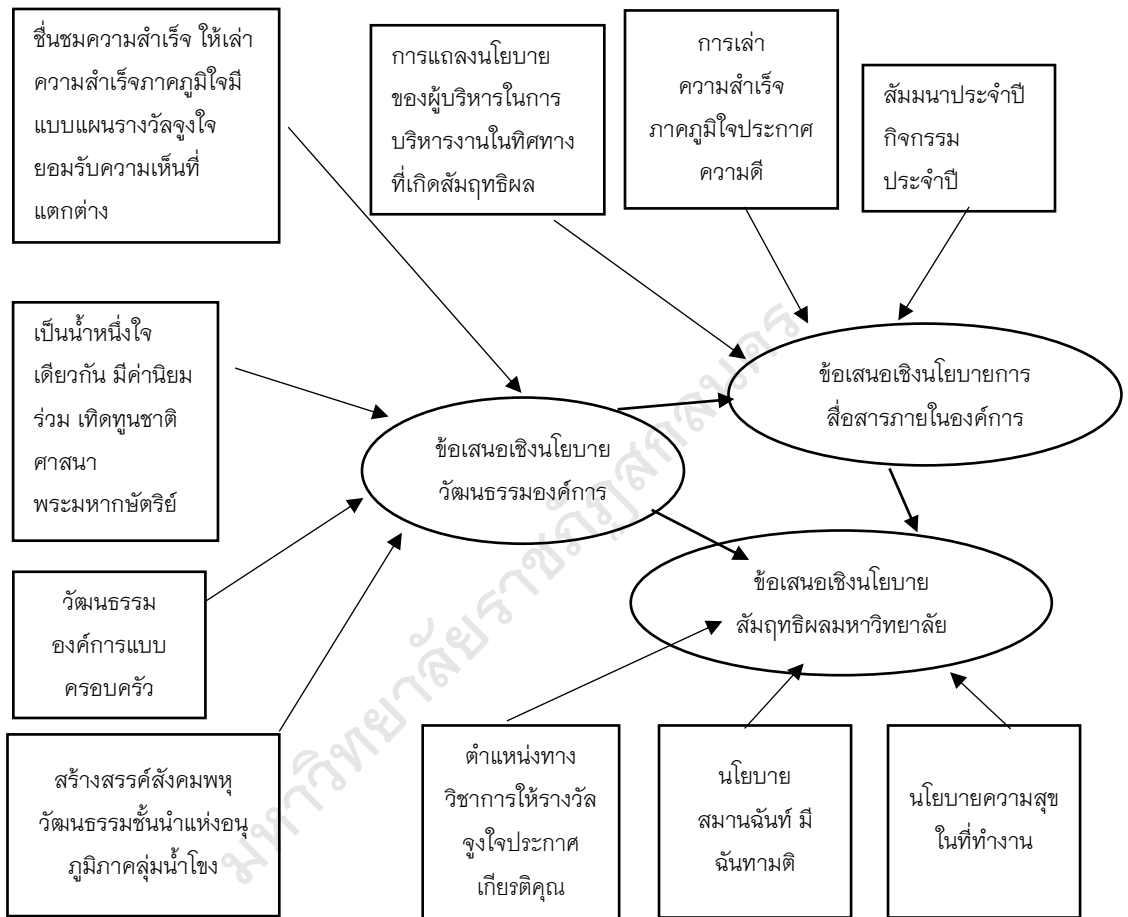 ชื่นชมความสำเร็จ ให้เล่า
ความสำเร็จภาคภูมิใจมี
แบบแผนรางวัลจูงใจ
ยอมรับความเห็นที่
แตกต่าง
การแถลงนโยบาย
ของผู้บริหารในการ
บริหารงานในทิศทาง
ที่เกิดสัมฤทธิผล
การเล่า
ความสำเร็จ
ภาคภูมิใจประกาศ
ความดี
สัมมนาประจำปี
กิจกรรม
ประจำปี
เป็นน้ำหนึ่งใจ
เดียวกัน มีค่านิยม
ร่วม เทิดทูนชาติ
ศาสนา
พระมหากษัตริย์
ข้อเสนอเชิงนโยบายการ
สื่อสารภายในองค์การ
ข้อเสนอเชิงนโยบาย
วัฒนธรรมองค์การ
ข้อเสนอเชิงนโยบาย
สัมฤทธิผลมหาวิทยาลัย
วัฒนธรรม
องค์การแบบ
ครอบครัว
สร้างสรรค์สังคมพหุ
วัฒนธรรมชั้นนำแห่งอนุ
ภูมิภาคลุ่มน้ำโขง
ตำแหน่งทาง
วิชาการให้รางวัล
จูงใจประกาศ
เกียรติคุณ
นโยบาย
สมานฉันท์ มี
ฉันทามติ
นโยบายความสุข
ในที่ทำงาน
มหาวิทยาลัยราชภัฏสกลนคร